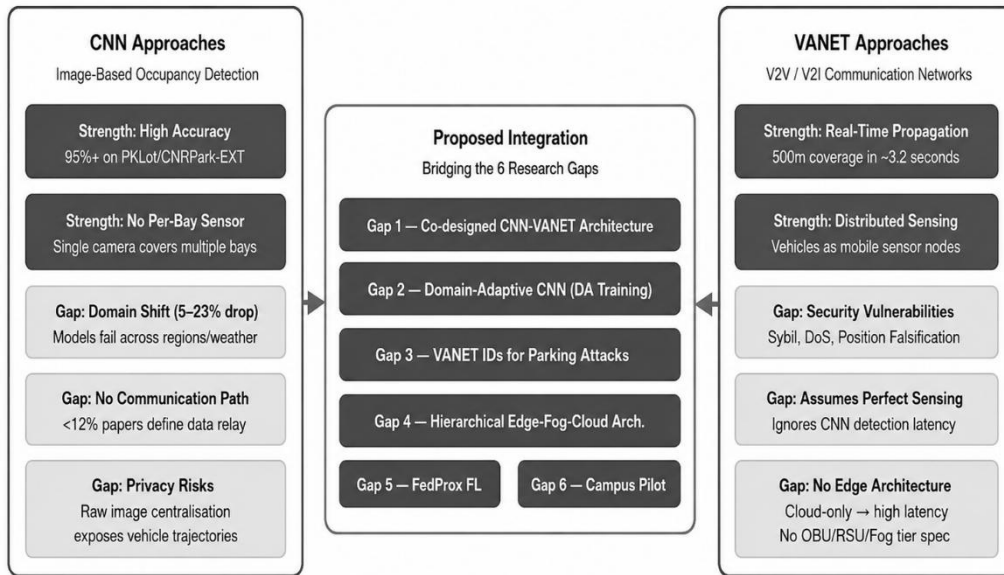 CNN Approaches
Image-Based Occupancy Detection
Strength: High Accuracy
95%+ on PKLot/CNRPark-EXT
Strength: No Per-Bay Sensor
Single camera covers multiple bays
Gap: Domain Shift (5–23% drop)
Models fail across regions/weather
Gap: No Communication Path
<12% papers define data relay
Gap: Privacy Risks
Raw image centralisation
exposes vehicle trajectories
Proposed Integration
Bridging the 6 Research Gaps
Gap 1 — Co-designed CNN-VANET Architecture
Gap 2 — Domain-Adaptive CNN (DA Training)
Gap 3 — VANET IDs for Parking Attacks
Gap 4 — Hierarchical Edge-Fog-Cloud Arch.
Gap 5 — FedProx FL
Gap 6 — Campus Pilot
VANET Approaches
V2V / V2I Communication Networks
Strength: Real-Time Propagation
500m coverage in ~3.2 seconds
Strength: Distributed Sensing
Vehicles as mobile sensor nodes
Gap: Security Vulnerabilities
Sybil, DoS, Position Falsification
Gap: Assumes Perfect Sensing
Ignores CNN detection latency
Gap: No Edge Architecture
Cloud-only → high latency
No OBU/RSU/Fog tier spec